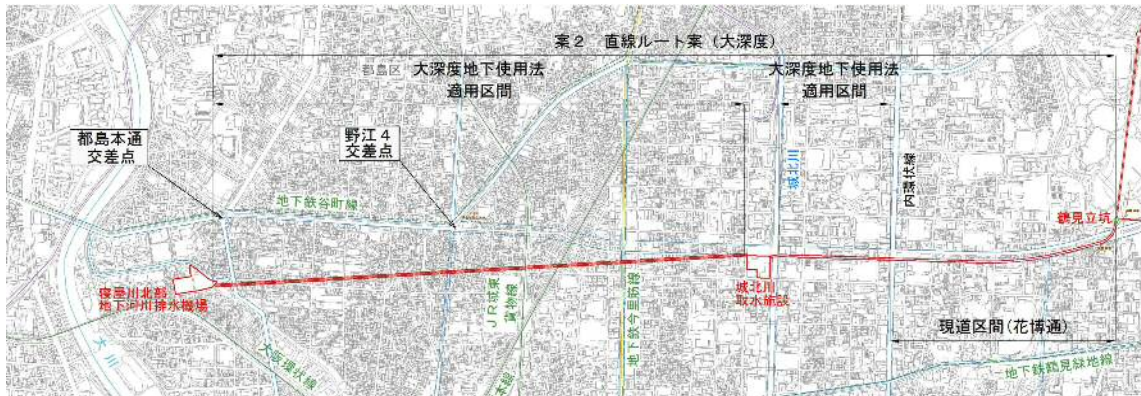 案2 直線ルート案(大深度)
都島区
大深度地下使用法
適用区間
大深度地下使用法
適用区間
都島本通
交差点
野江4
交差点
地下鉄谷町線
城北川
内環状線
鶴見立坑
寝屋川北部
地下河川排水機場
大川
大阪環状線
JR城東
貨物線
本線
地下鉄今里筋線
城北川
取水施設
現道区間(花博通)
地下鉄鶴見緑地線